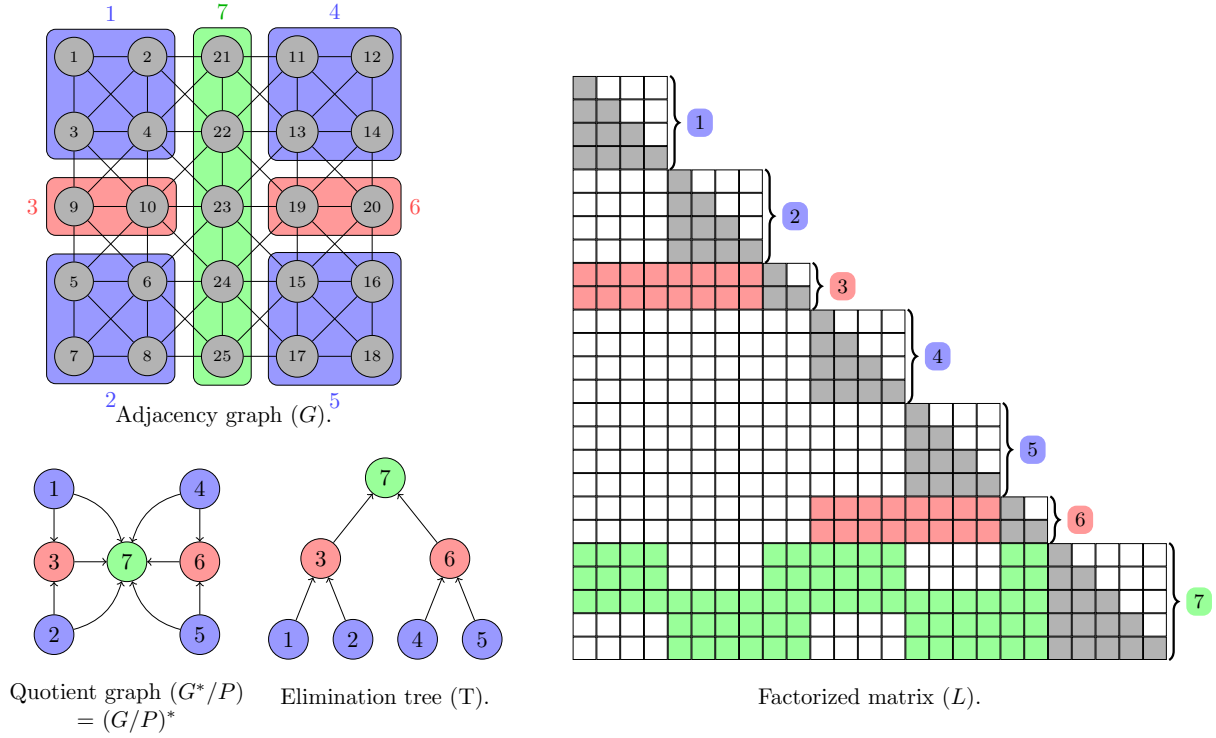 1 7 4
1 2 21 11 12
3 4 22 13 14
3 9 10 23 19 20 6
5 6 24 15 16
7 8 25 17 18
2 5
Adjacency graph (G).
1 4
3 7 6
2 5
Quotient graph (G*/P)
= (G/P)*
7
3 6
1 2 4 5
Elimination tree (T).
1
2
3
4
5
6
7
Factorized matrix (L).